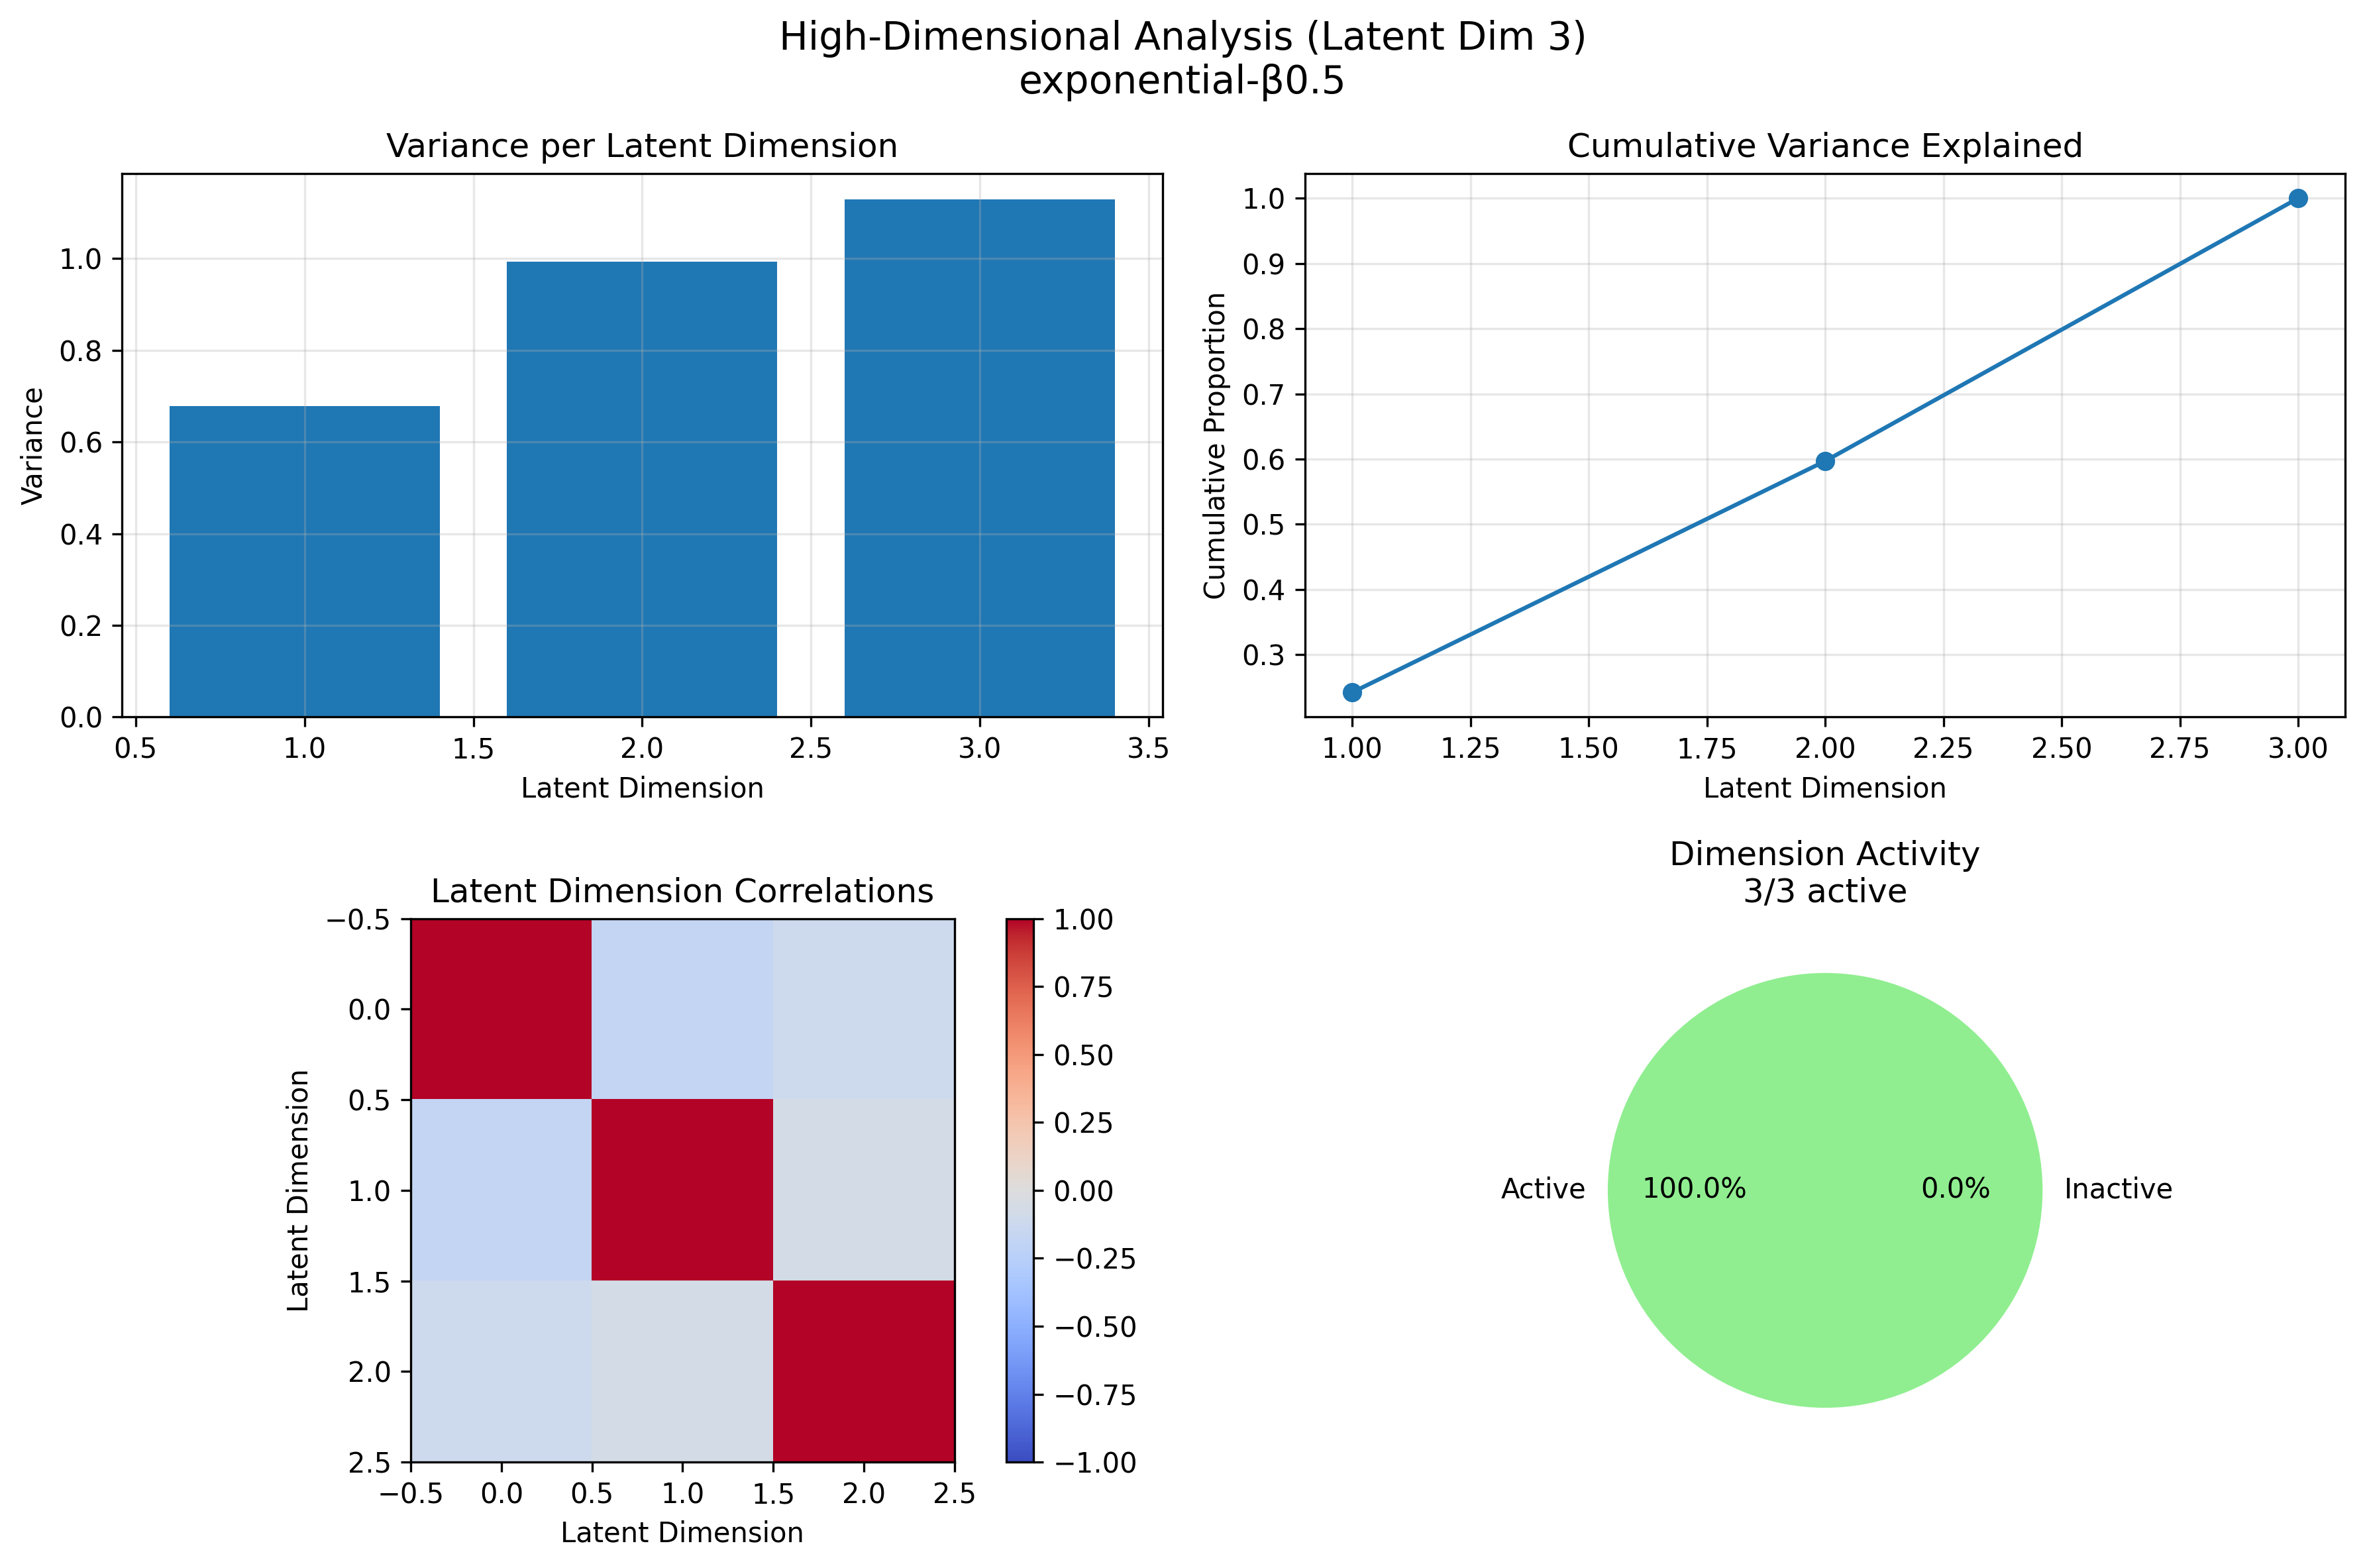 High-Dimensional Analysis (Latent Dim 3)
exponential-β0.5
Variance per Latent Dimension
Variance
1.0
0.8
0.6
0.4
0.2
0.0
0.5 1.0 1.5 2.0 2.5 3.0 3.5
Latent Dimension
Cumulative Variance Explained
Cumulative Proportion
1.0
0.9
0.8
0.7
0.6
0.5
0.4
0.3
1.00 1.25 1.50 1.75 2.00 2.25 2.50 2.75 3.00
Latent Dimension
Latent Dimension Correlations
Latent Dimension
−0.5
0.0
0.5
1.0
1.5
2.0
2.5
−0.5 0.0 0.5 1.0 1.5 2.0 2.5
Latent Dimension
1.00
0.75
0.50
0.25
0.00
−0.25
−0.50
−0.75
−1.00
Dimension Activity
3/3 active
Active 100.0% 0.0% Inactive